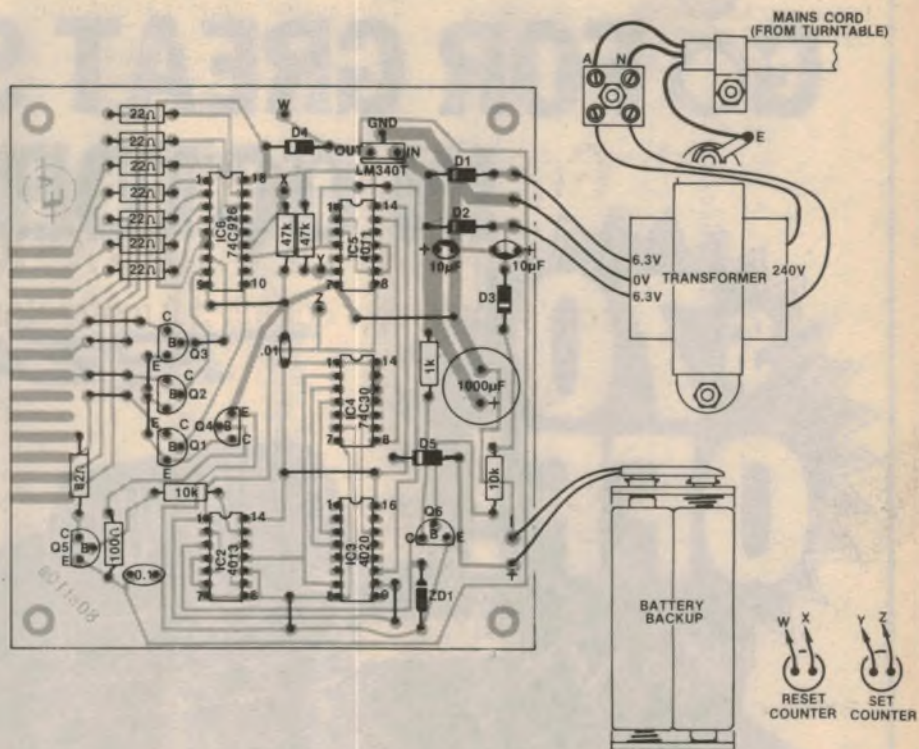 MAINS CORD
(FROM TURNTABLE)
A N
E
GND
OUT IN
LM340T
W
D4
D1
D2
D3
22Ω
22Ω
22Ω
22Ω
22Ω
22Ω
22Ω
1 18
IC6
74C926
9 10
X
47k
47k
Y
Z
1 14
IC5
4011
7 8
+ 10µF
10µF +
6.3V
0V
6.3V
TRANSFORMER
240V
C
B Q3
E
C
B Q2
E
C
B Q1
E
E
Q4 B
C
.01
1k
1000µF
+
1 14
IC4
74C30
7 8
D5
10k
82Ω
10k
100Ω
C
Q5 B
E
0.1
1 14
IC2
4013
7 8
1 16
IC3
4020
8 9
Q6
C B E
ZD1
+
BATTERY
BACKUP
W X
RESET
COUNTER
Y Z
SET
COUNTER